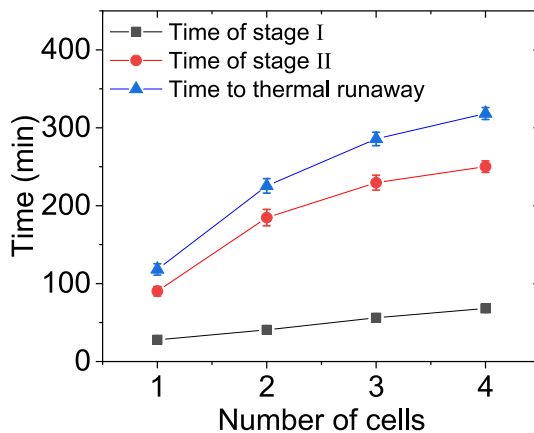 Time of stage I
Time of stage II
Time to thermal runaway
400
300
200
100
0
Time (min)
1 2 3 4
Number of cells